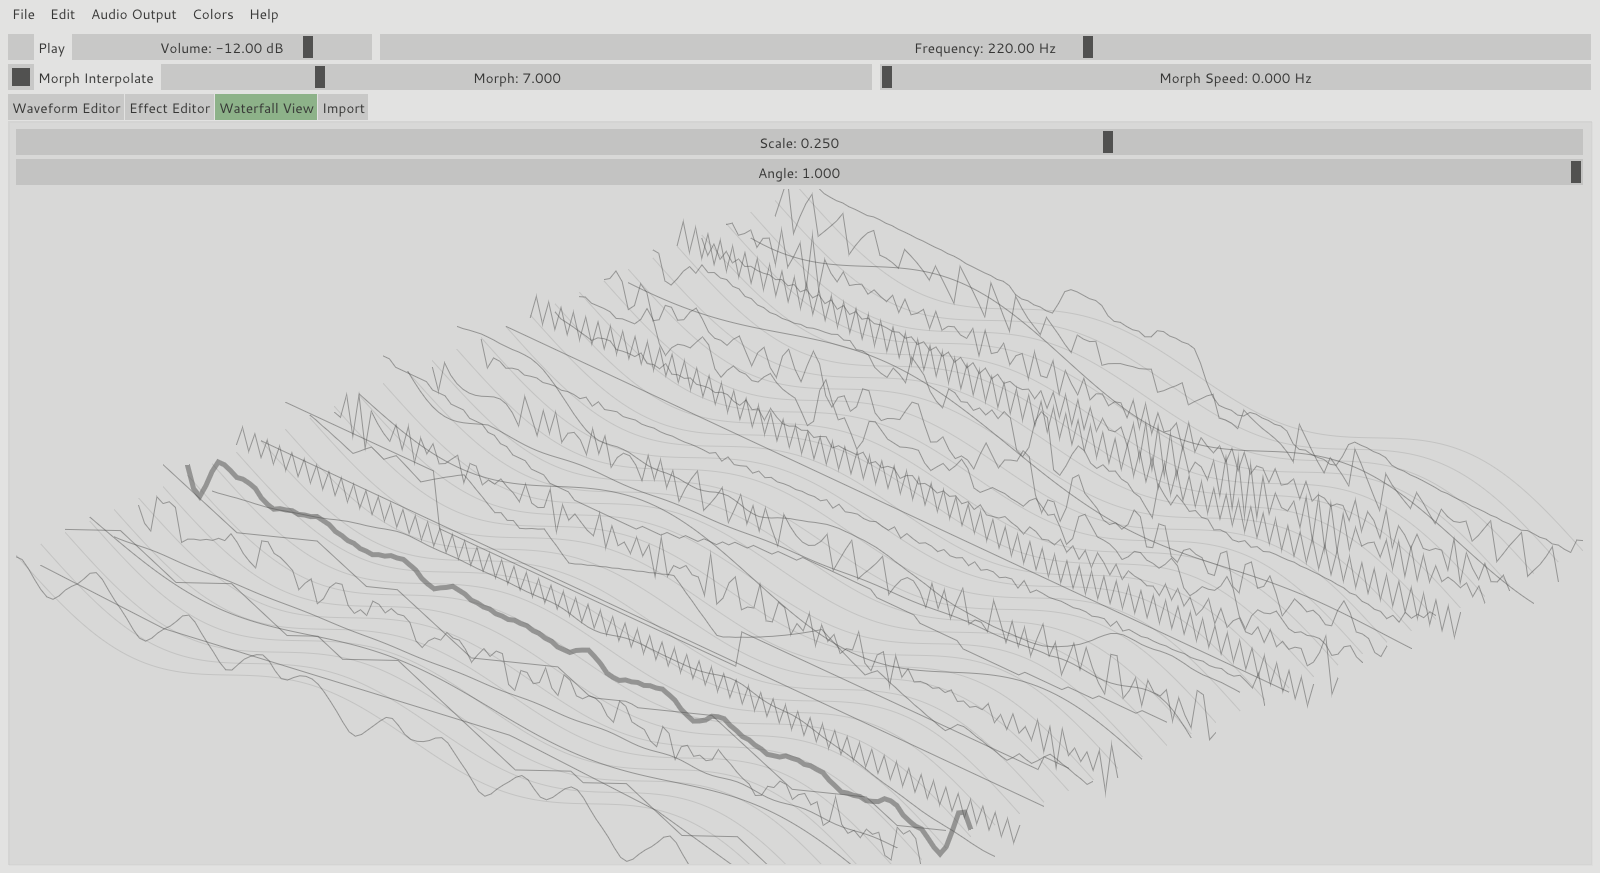 File Edit Audio Output Colors Help
Play Volume: -12.00 dB Frequency: 220.00 Hz
Morph Interpolate Morph: 7.000 Morph Speed: 0.000 Hz
Waveform Editor Effect Editor Waterfall View Import
Scale: 0.250
Angle: 1.000